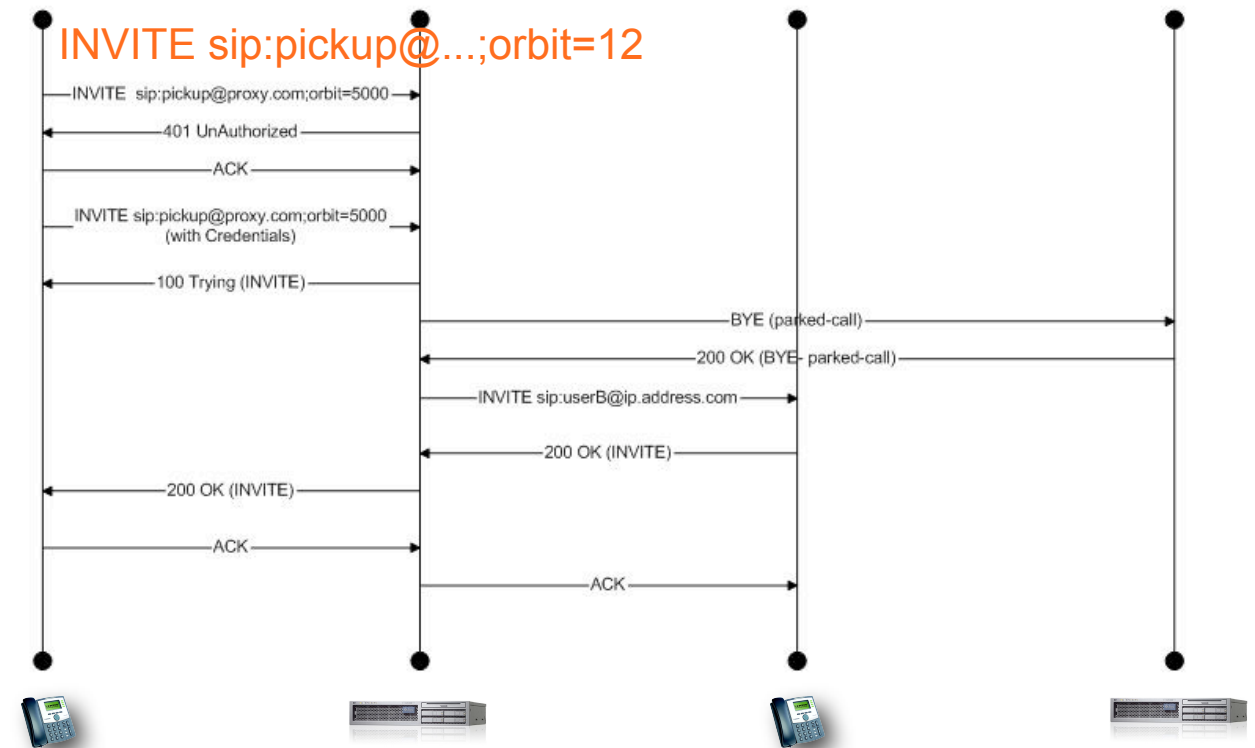 INVITE sip:pickup@...;orbit=12
INVITE sip:pickup@proxy.com;orbit=5000
401 UnAuthorized
ACK
INVITE sip:pickup@proxy.com;orbit=5000
(with Credentials)
100 Trying (INVITE)
BYE (parked-call)
200 OK (BYE- parked-call)
INVITE sip:userB@ip.address.com
200 OK (INVITE)
200 OK (INVITE)
ACK
ACK